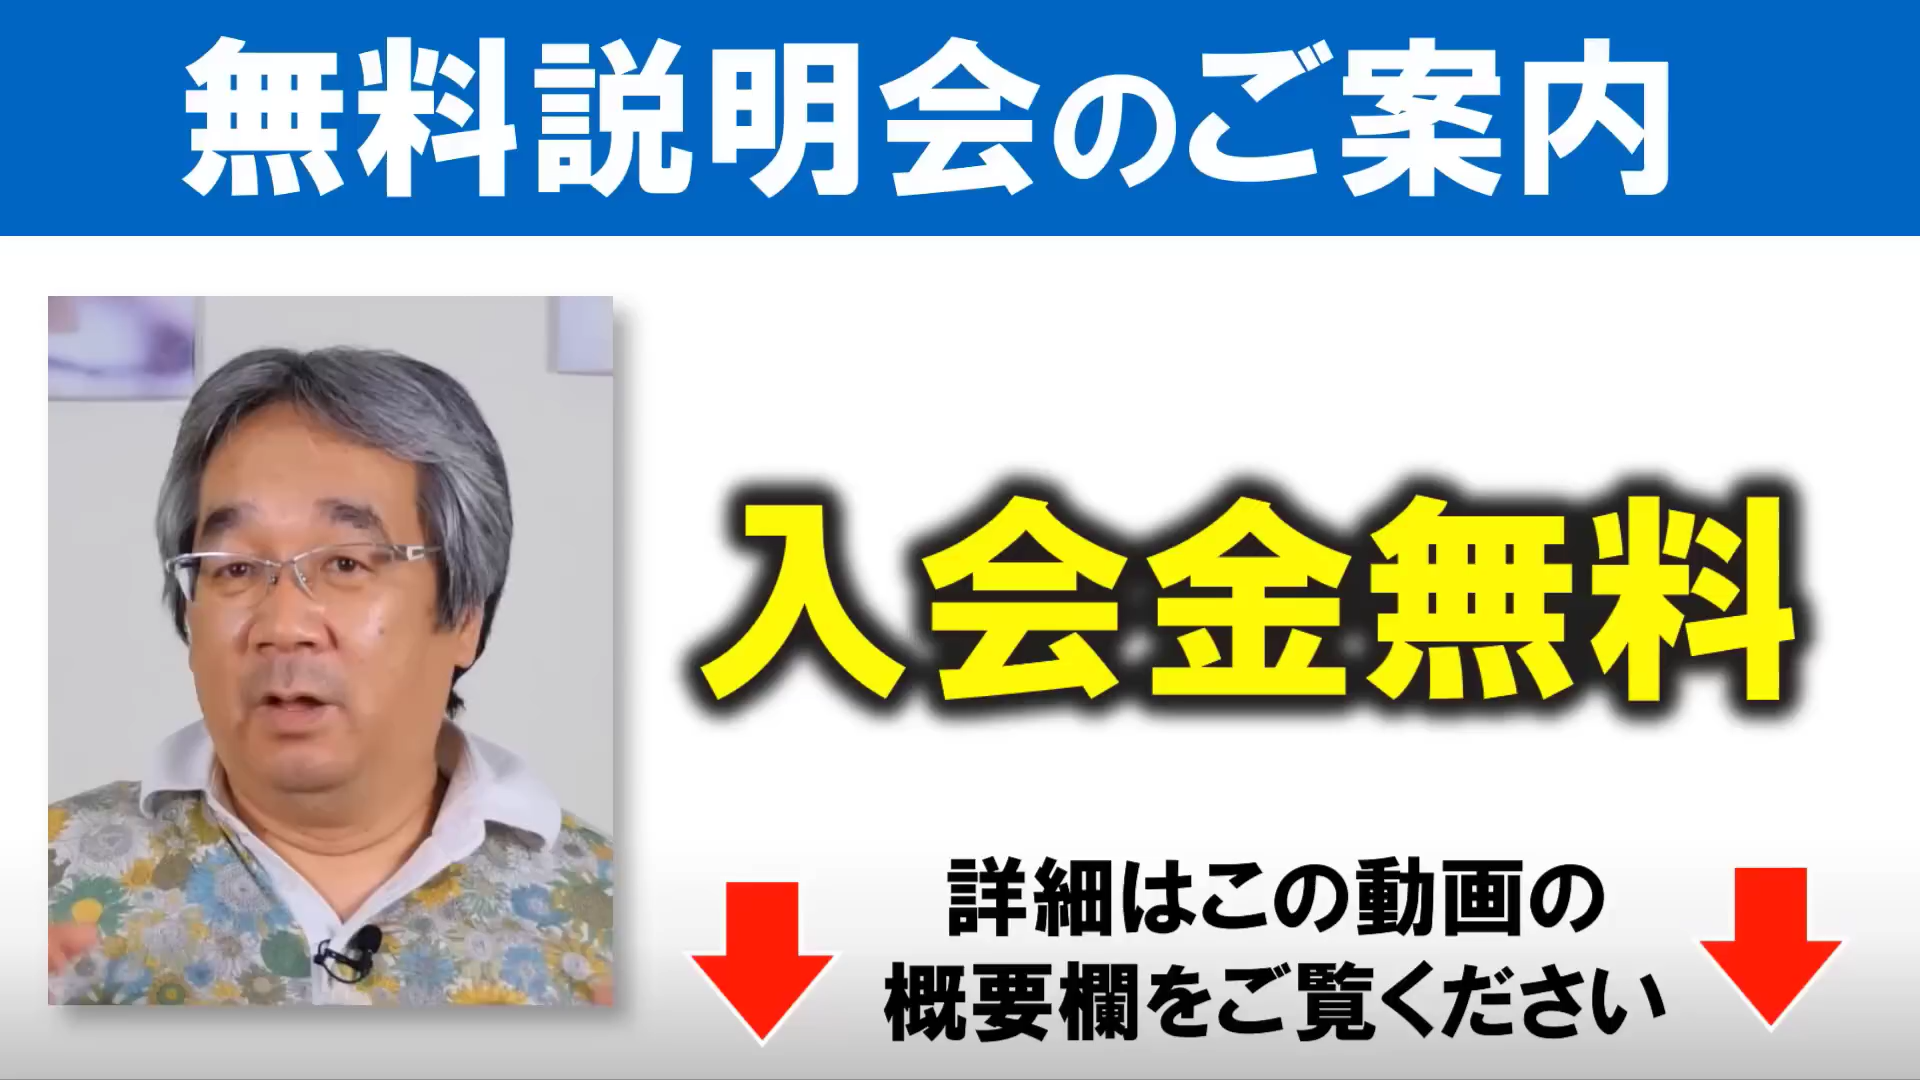 無料説明会のご案内
入会金無料
詳細はこの動画の
概要欄をご覧ください